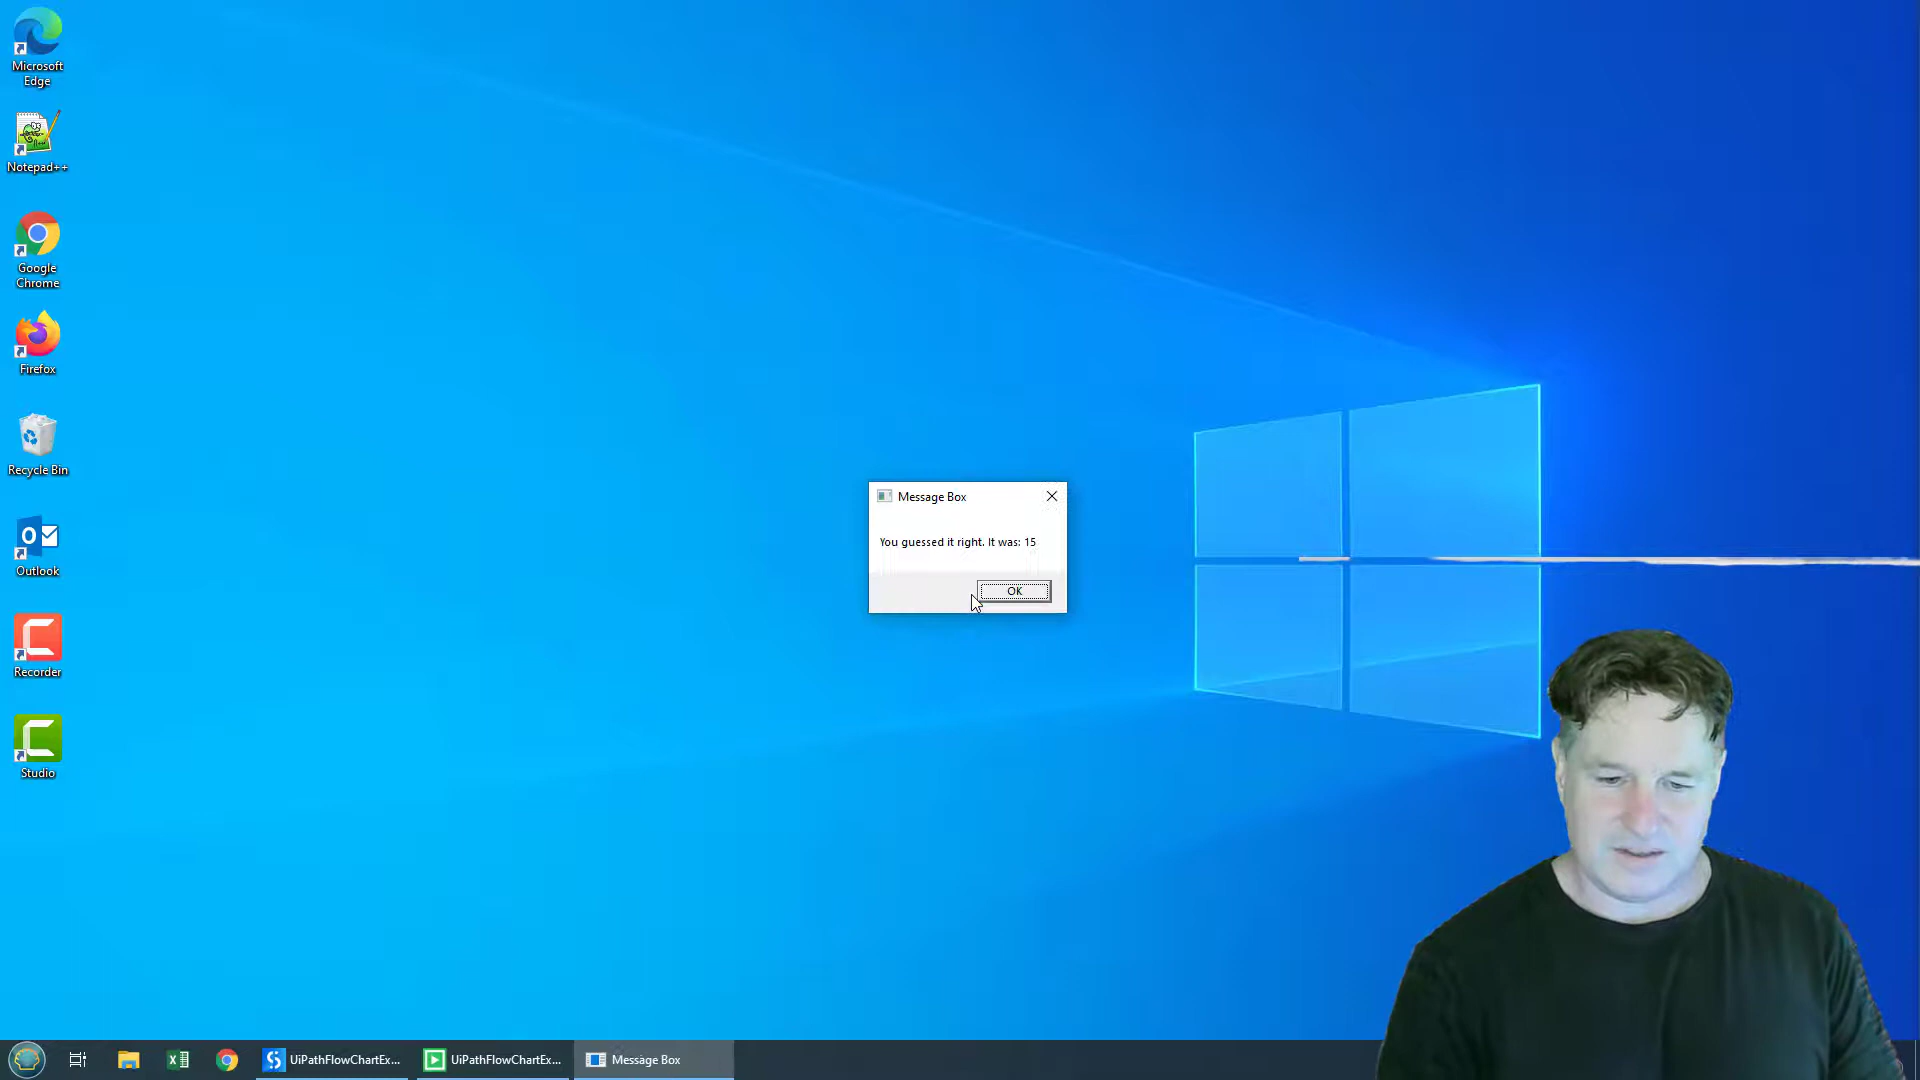 Microsoft
Edge
Notepad++
Google
Chrome
Firefox
Recycle Bin
Outlook
Recorder
Studio
Message Box
You guessed it right. It was: 15
OK
UiPathFlowChartEx...
UiPathFlowChartEx...
Message Box